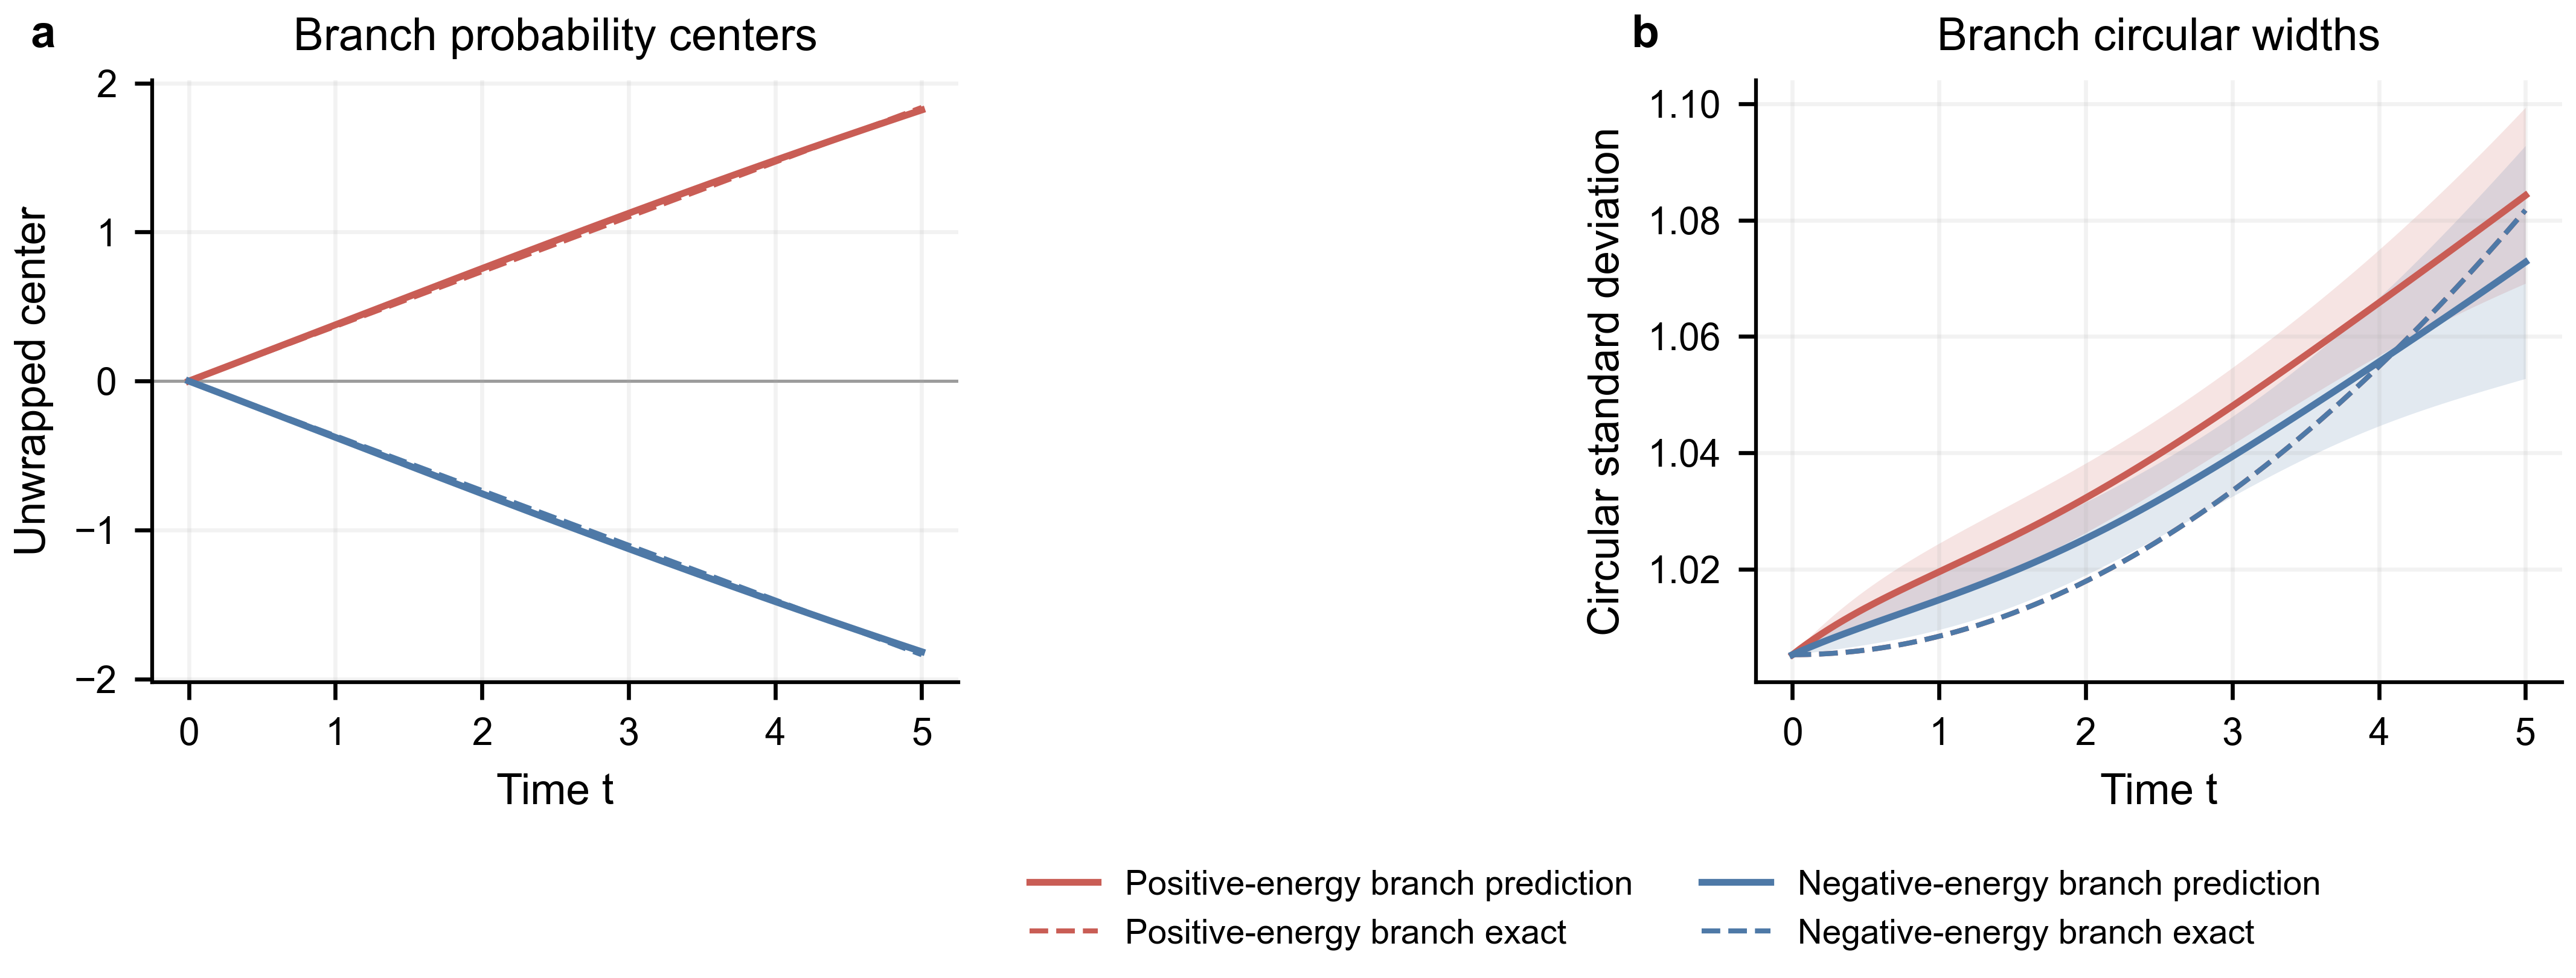 a
Branch probability centers
Unwrapped center
2
1
0
−1
−2
0 1 2 3 4 5
Time t
b
Branch circular widths
Circular standard deviation
1.10
1.08
1.06
1.04
1.02
0 1 2 3 4 5
Time t
Positive-energy branch prediction
Positive-energy branch exact
Negative-energy branch prediction
Negative-energy branch exact